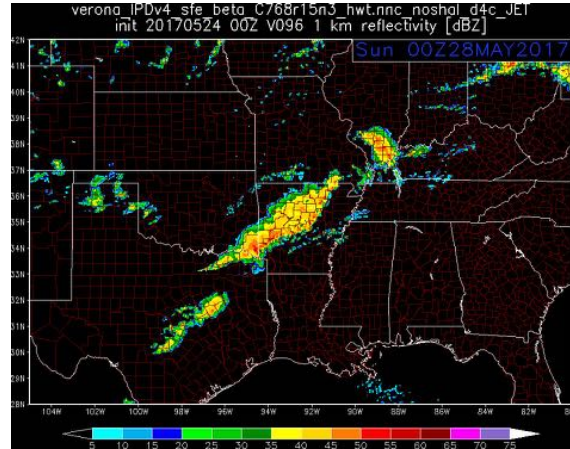 verona_IPDv4_sfe_beta_C768r15n3_hwt.nnc_noshal_d4c_JET
init 20170524 00Z V096 1 km reflectivity [dBZ]
Sun 00Z28MAY2017
42N
41N
40N
39N
38N
37N
36N
35N
34N
33N
32N
31N
30N
29N
28N
104W 102W 100W 98W 96W 94W 92W 90W 88W 86W 84W 82W 80
5 10 15 20 25 30 35 40 45 50 55 60 65 70 75